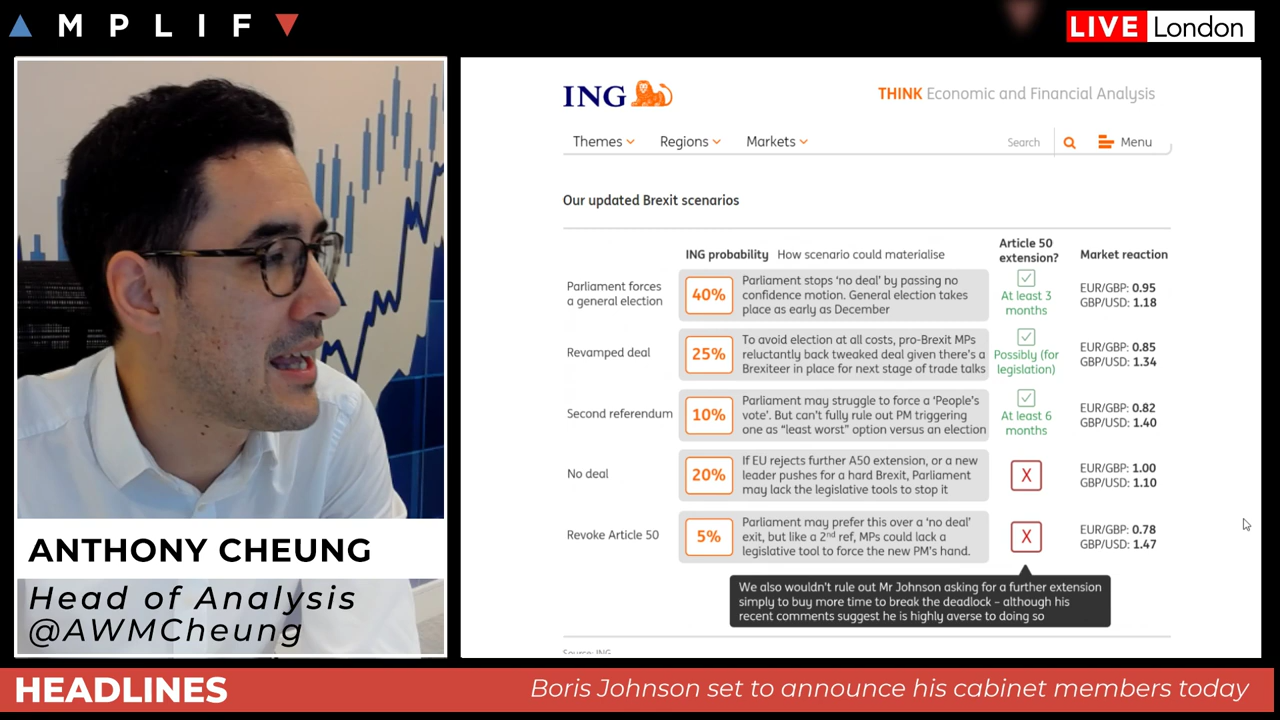 AMPLIFY
LIVE London
ING
THINK Economic and Financial Analysis
Themes
Regions
Markets
Search
Menu
Our updated Brexit scenarios
ING probability
How scenario could materialise
Article 50
extension?
Market reaction
Parliament forces
a general election
40%
Parliament stops ‘no deal’ by passing no
confidence motion. General election takes
place as early as December
At least 3
months
EUR/GBP: 0.95
GBP/USD: 1.18
Revamped deal
25%
To avoid election at all costs, pro-Brexit MPs
reluctantly back tweaked deal given there's a
Brexiteer in place for next stage of trade talks
Possibly (for
legislation)
EUR/GBP: 0.85
GBP/USD: 1.34
Second referendum
10%
Parliament may struggle to force a ‘People's
vote’. But can't fully rule out PM triggering
one as “least worst” option versus an election
At least 6
months
EUR/GBP: 0.82
GBP/USD: 1.40
No deal
20%
If EU rejects further A50 extension, or a new
leader pushes for a hard Brexit, Parliament
may lack the legislative tools to stop it
X
EUR/GBP: 1.00
GBP/USD: 1.10
Revoke Article 50
5%
Parliament may prefer this over a ‘no deal’
exit, but like a 2nd ref, MPs could lack a
legislative tool to force the new PM's hand.
X
EUR/GBP: 0.78
GBP/USD: 1.47
We also wouldn't rule out Mr Johnson asking for a further extension
simply to buy more time to break the deadlock – although his
recent comments suggest he is highly averse to doing so
Source: ING
ANTHONY CHEUNG
Head of Analysis
@AWMCheung
HEADLINES
Boris Johnson set to announce his cabinet members today